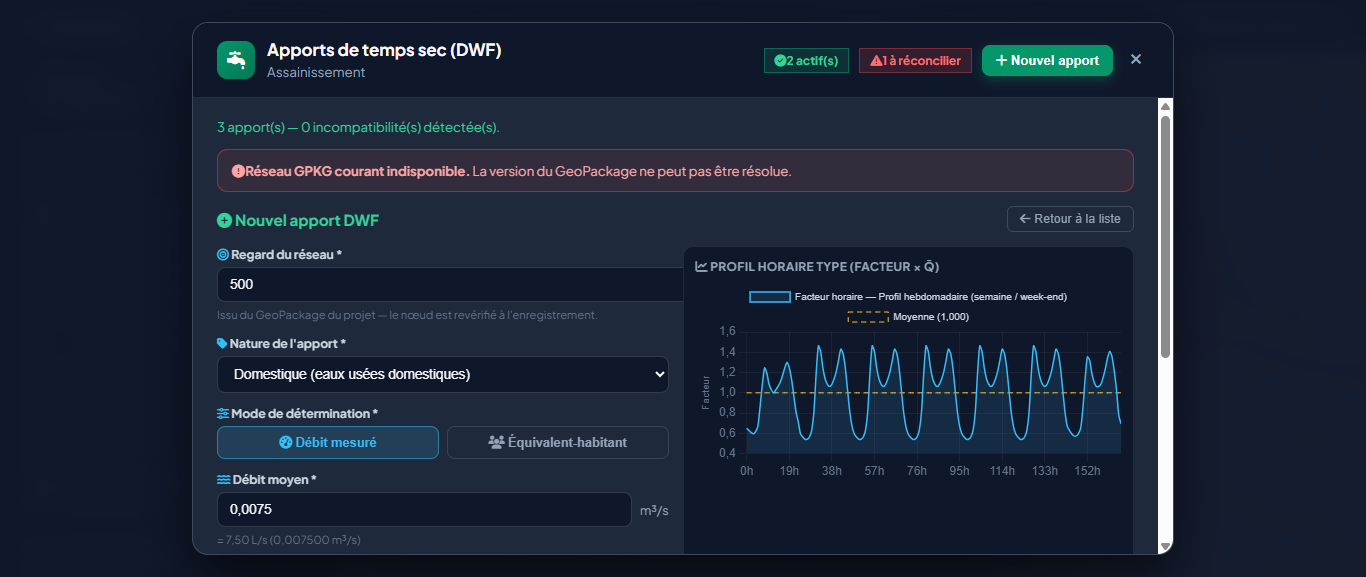 Apports de temps sec (DWF)
Assainissement
2 actif(s)
1 à réconcilier
+ Nouvel apport
×
3 apport(s) — 0 incompatibilité(s) détectée(s).
Réseau GPKG courant indisponible. La version du GeoPackage ne peut pas être résolue.
Nouvel apport DWF
← Retour à la liste
Regard du réseau *
500
Issu du GeoPackage du projet — le nœud est revérifié à l'enregistrement.
Nature de l'apport *
Domestique (eaux usées domestiques)
Mode de détermination *
Débit mesuré
Équivalent-habitant
Débit moyen *
0,0075
m³/s
= 7,50 L/s (0,007500 m³/s)
PROFIL HORAIRE TYPE (FACTEUR × Q̄)
Facteur horaire — Profil hebdomadaire (semaine / week-end)
Moyenne (1,000)
Facteur
1,6
1,4
1,2
1,0
0,8
0,6
0,4
0h 19h 38h 57h 76h 95h 114h 133h 152h